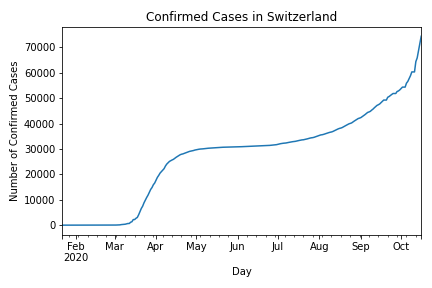 Confirmed Cases in Switzerland
Number of Confirmed Cases
70000
60000
50000
40000
30000
20000
10000
0
Feb Mar Apr May Jun Jul Aug Sep Oct
2020
Day